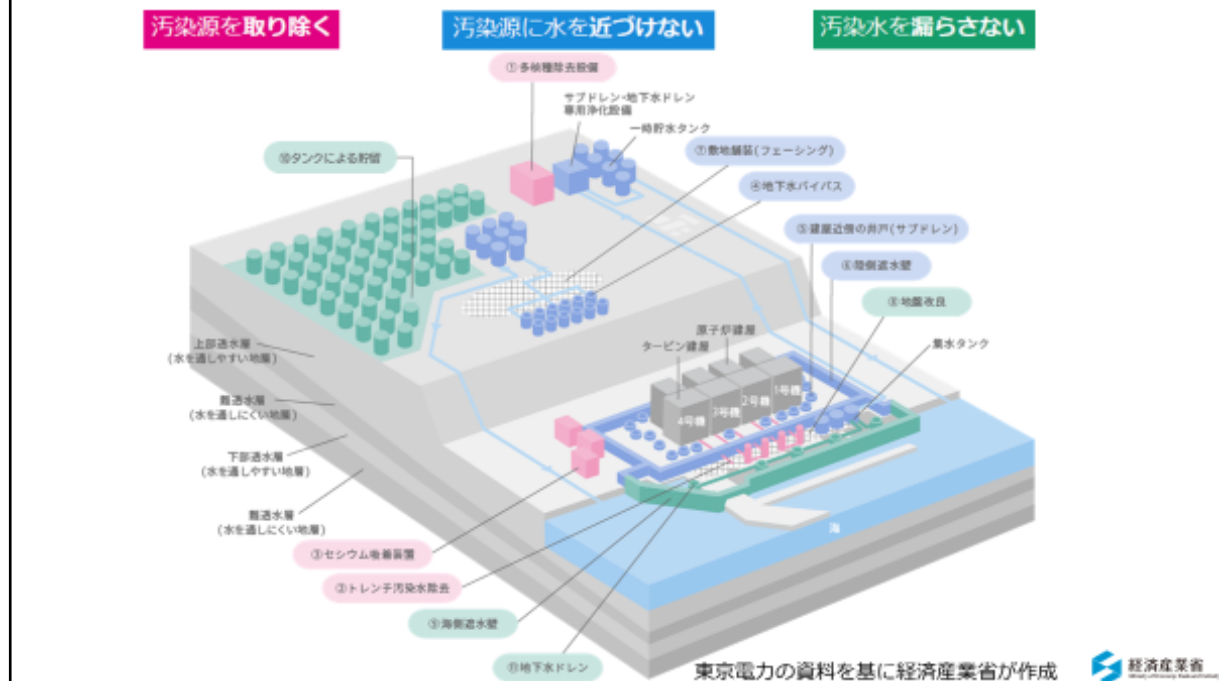 汚染源を取り除く
汚染源に水を近づけない
汚染水を漏らさない
①多核種除去設備
サブドレン・地下水ドレン
専用浄化設備
一時貯水タンク
⑦敷地舗装(フェーシング)
⑩タンクによる貯留
④地下水バイパス
⑤建屋近傍の井戸(サブドレン)
⑥陸側遮水壁
⑧地盤改良
原子炉建屋
タービン建屋
集水タンク
上部透水層
(水を通しやすい地層)
1号機
2号機
3号機
4号機
難透水層
(水を通しにくい地層)
下部透水層
(水を通しやすい地層)
難透水層
(水を通しにくい地層)
海
③セシウム吸着装置
②トレンチ汚染水除去
⑨海側遮水壁
⑪地下水ドレン
東京電力の資料を基に経済産業省が作成
経済産業省